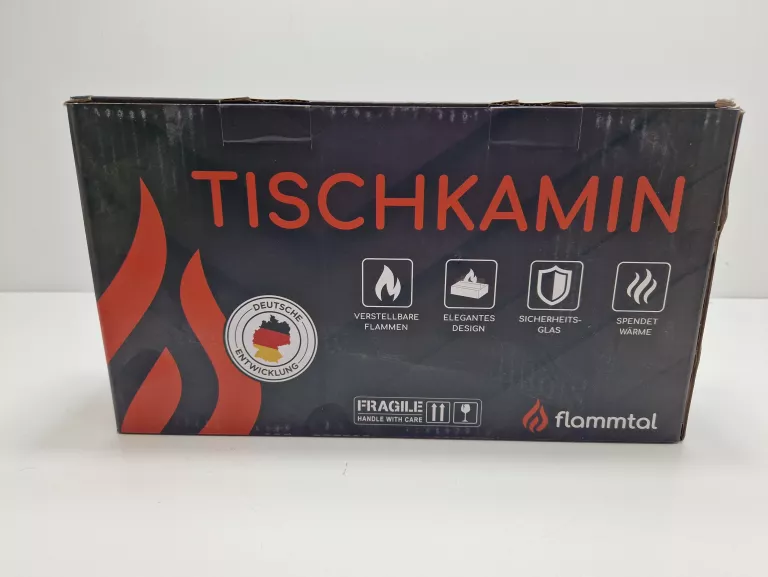 TISCHKAMIN
VERSTELLBARE
FLAMMEN
ELEGANTES
DESIGN
SICHERHEITS-
GLAS
SPENDET
WÄRME
DEUTSCHE
ENTWICKLUNG
FRAGILE
HANDLE WITH CARE
flammtal